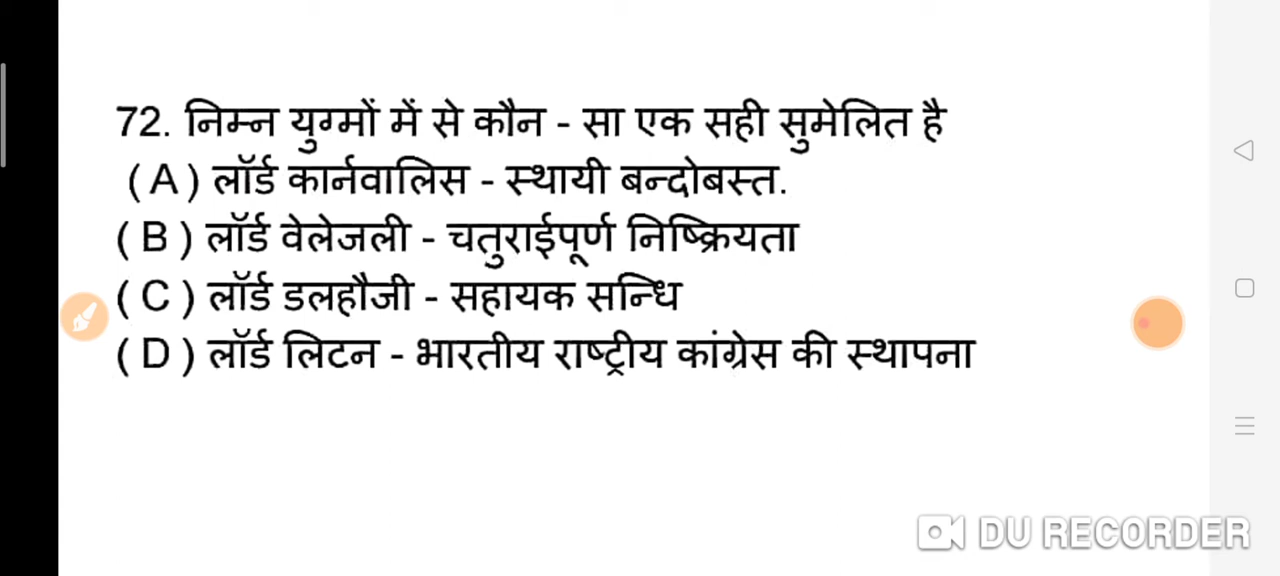 72. निम्न युग्मों में से कौन - सा एक सही सुमेलित है
( A ) लॉर्ड कार्नवालिस - स्थायी बन्दोबस्त.
( B ) लॉर्ड वेलेजली - चतुराईपूर्ण निष्क्रियता
( C ) लॉर्ड डलहौजी - सहायक सन्धि
( D ) लॉर्ड लिटन - भारतीय राष्ट्रीय कांग्रेस की स्थापना
DU RECORDER